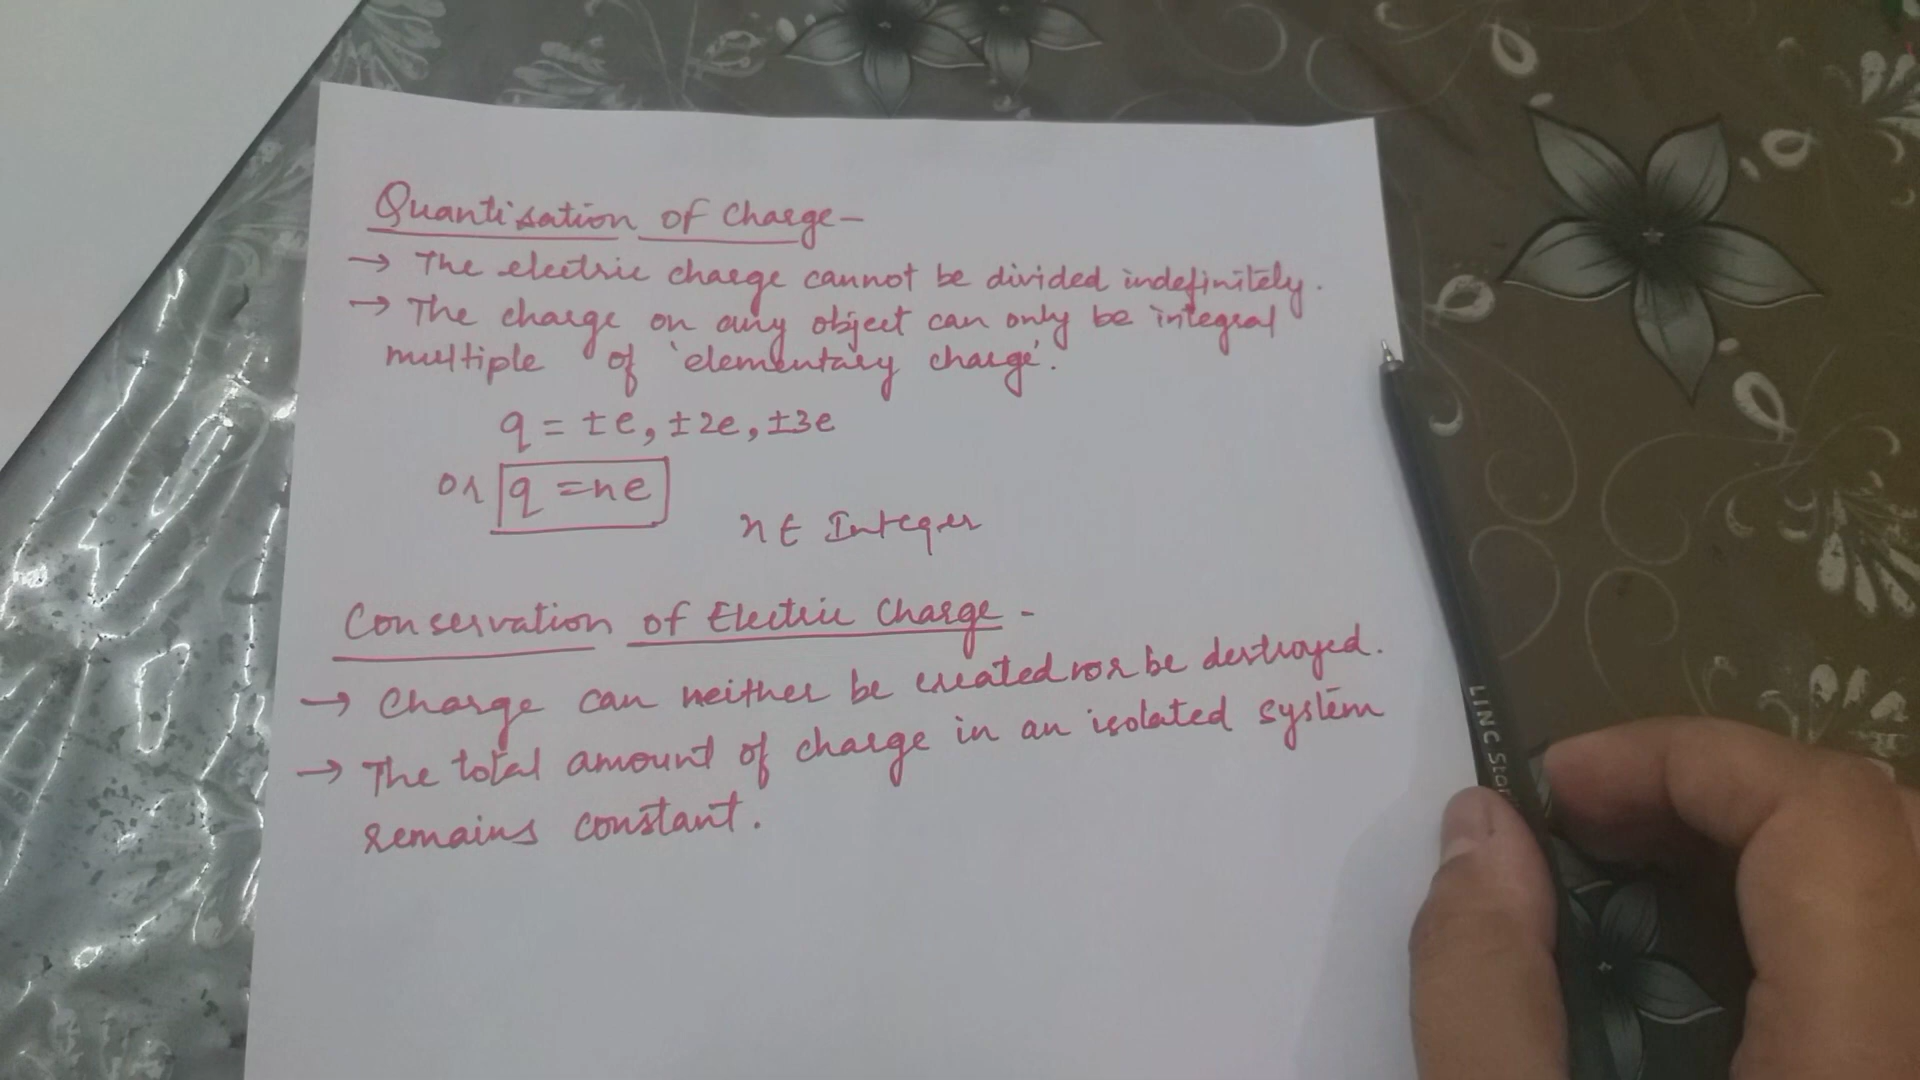 Quantisation of Charge-
→ The electric charge cannot be divided indefinitely.
→ The charge on any object can only be integral
multiple of 'elementary charge'.
q = ±e, ±2e, ±3e
or q = ne
n ∈ Integer
Conservation of Electric Charge -
→ Charge can neither be created nor be destroyed.
→ The total amount of charge in an isolated system
remains constant.
LINC